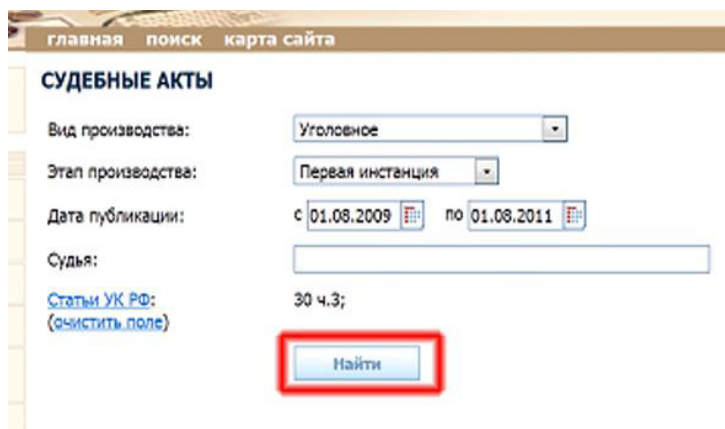 главная поиск карта сайта
СУДЕБНЫЕ АКТЫ
Вид производства: Уголовное
Этап производства: Первая инстанция
Дата публикации: с 01.08.2009 по 01.08.2011
Судья:
Статьи УК РФ: 30 ч.3;
(очистить поле)
Найти